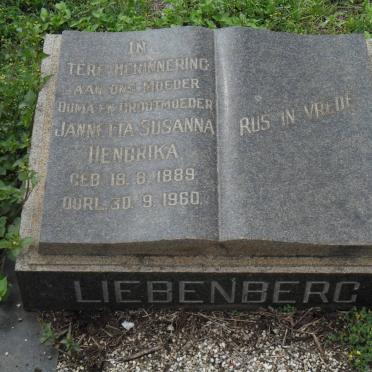 IN
TERE HERINNERING
AAN ONS MOEDER
OUMA EN GROOTMOEDER
JANNETTA SUSANNA
HENDRIKA
GEB. 18. 8. 1889
OORL. 30. 9. 1960.
RUS IN VREDE
LIEBENBERG